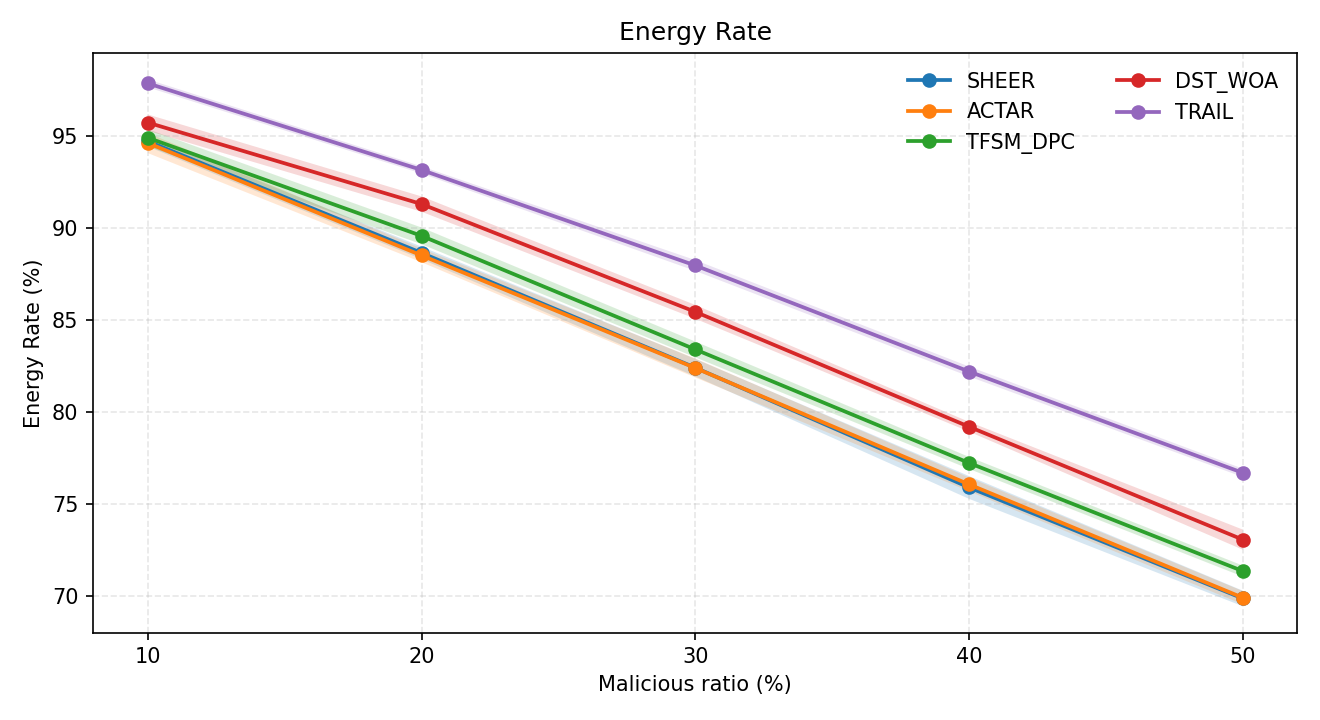 Energy Rate
SHEER
ACTAR
TFSM_DPC
DST_WOA
TRAIL
Energy Rate (%)
95
90
85
80
75
70
10
20
30
40
50
Malicious ratio (%)